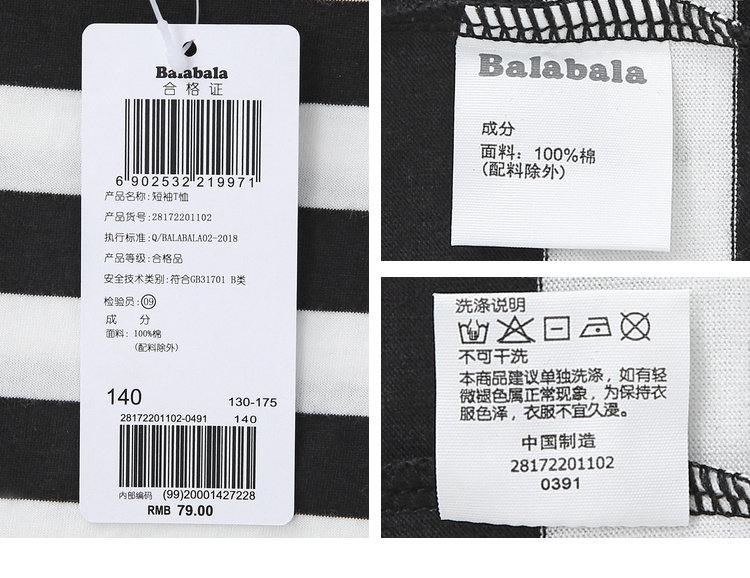 Balabala
合格证
6 902532 219971
产品名称: 短袖T恤
产品货号: 28172201102
执行标准: Q/BALABALA02-2018
产品等级: 合格品
安全技术类别: 符合GB31701 B类
检验员: 09
成 分
面料: 100%棉
(配料除外)
140 130-175
28172201102-0491 140
内部编码 (99)20001427228
RMB 79.00
Balabala
成分
面料: 100%棉
(配料除外)
洗涤说明
不可干洗
本商品建议单独洗涤, 如有轻
微褪色属正常现象, 为保持衣
服色泽, 衣服不宜久漫。
中国制造
28172201102
0391